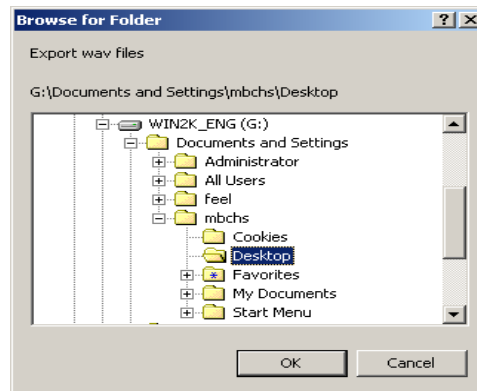 Browse for Folder
Export wav files
G:\Documents and Settings\mbchs\Desktop
WIN2K_ENG (G:)
Documents and Settings
Administrator
All Users
feel
mbchs
Cookies
Desktop
Favorites
My Documents
Start Menu
OK Cancel